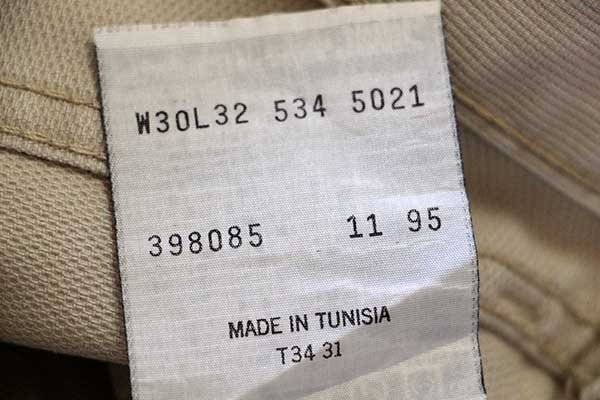 W30L32 534 5021
398085 11 95
MADE IN TUNISIA
T34 31